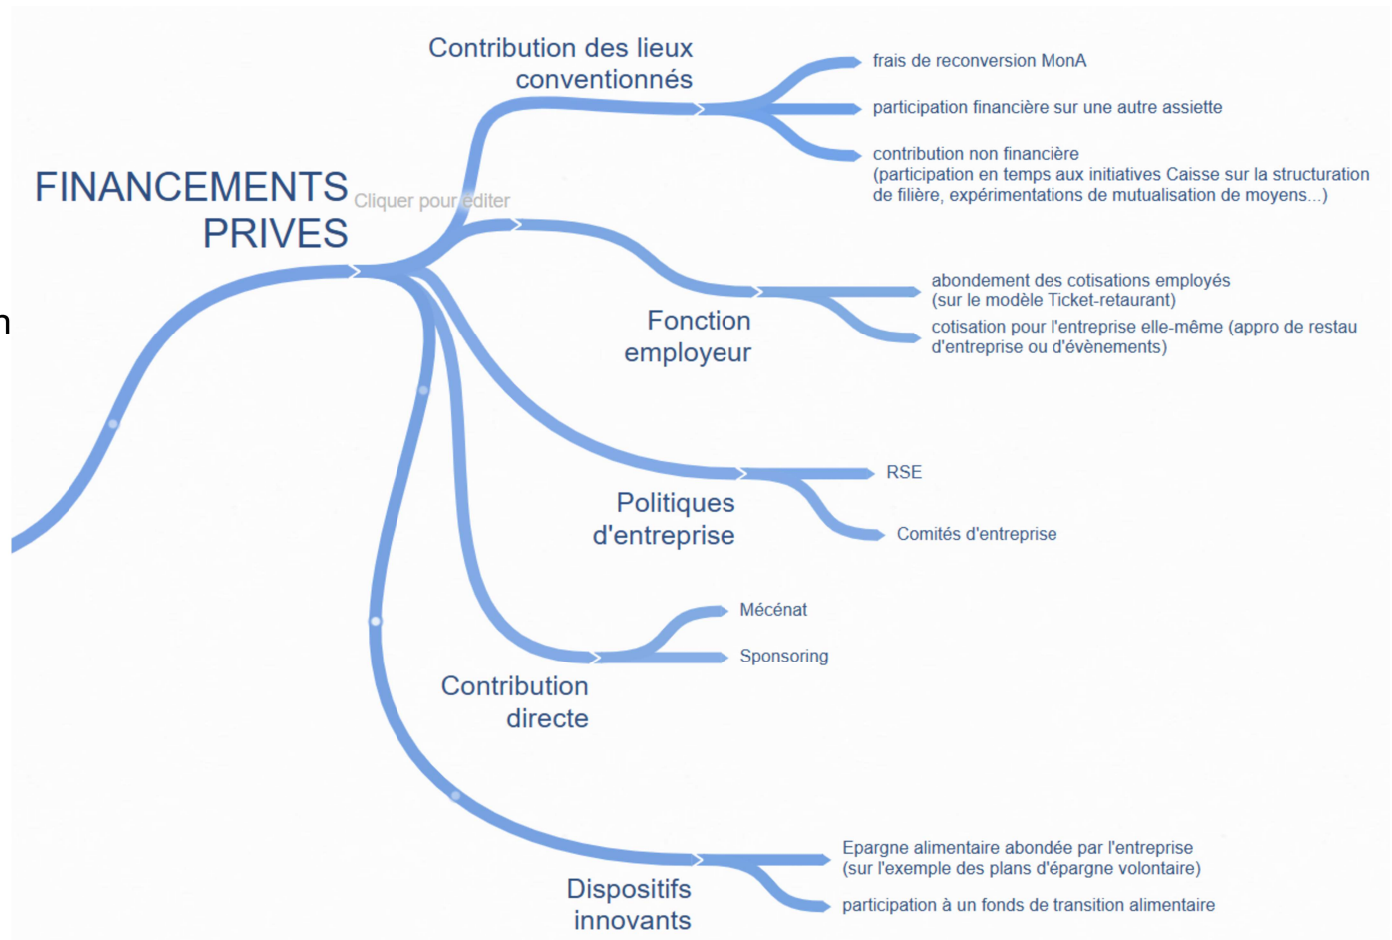 Contribution des lieux
conventionnés
frais de reconversion MonA
participation financière sur une autre assiette
contribution non financière
(participation en temps aux initiatives Caisse sur la structuration
de filière, expérimentations de mutualisation de moyens...)
FINANCEMENTS
PRIVES
Cliquer pour éditer
n
abondement des cotisations employés
(sur le modèle Ticket-retaurant)
cotisation pour l'entreprise elle-même (appro de restau
d'entreprise ou d'évènements)
Fonction
employeur
RSE
Comités d'entreprise
Politiques
d'entreprise
Mécénat
Sponsoring
Contribution
directe
Epargne alimentaire abondée par l'entreprise
(sur l'exemple des plans d'épargne volontaire)
participation à un fonds de transition alimentaire
Dispositifs
innovants